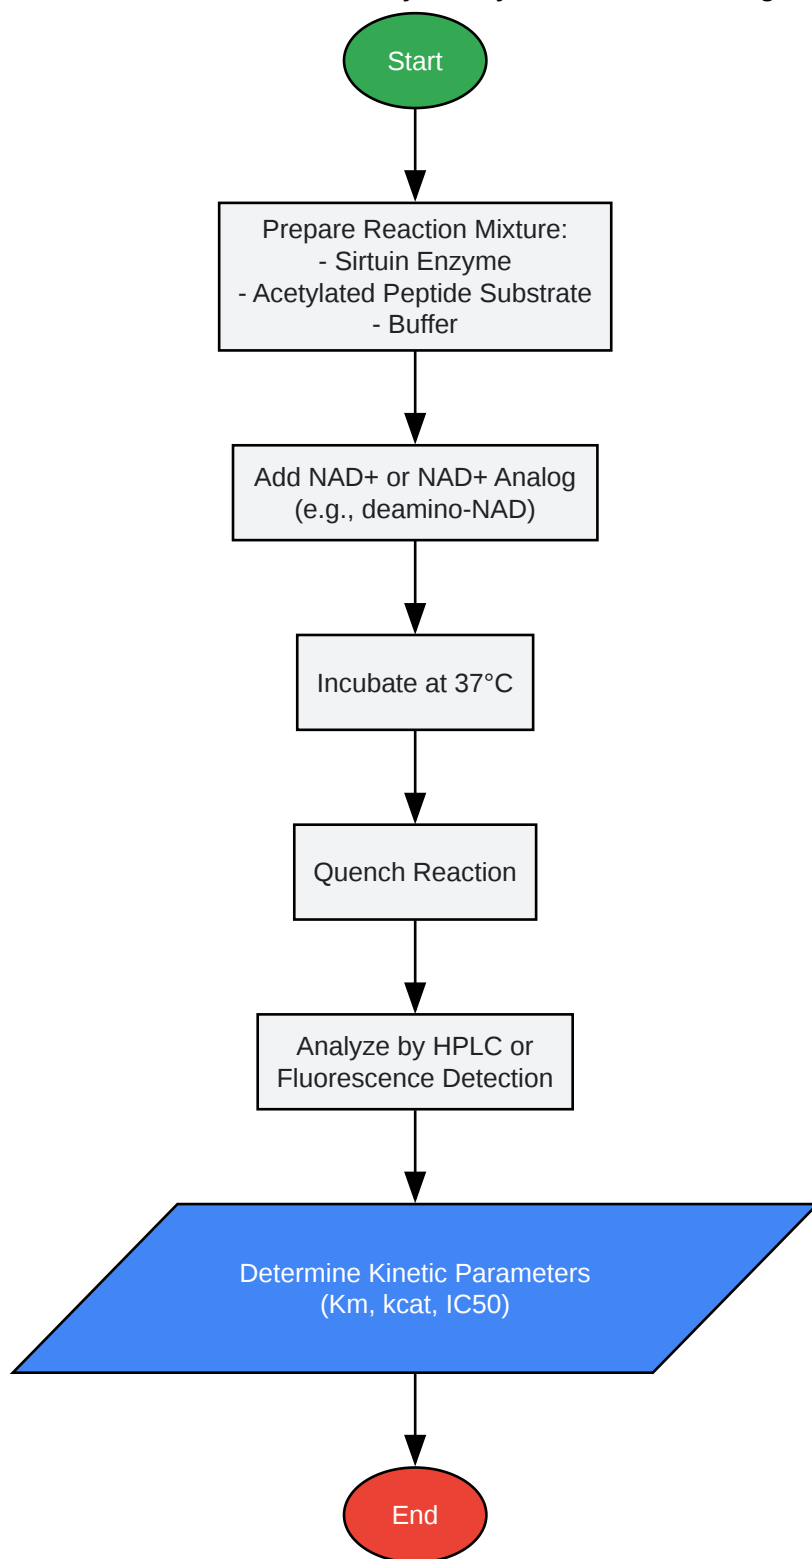 Start
Prepare Reaction Mixture:
- Sirtuin Enzyme
- Acetylated Peptide Substrate
- Buffer
Add NAD+ or NAD+ Analog
(e.g., deamino-NAD)
Incubate at 37°C
Quench Reaction
Analyze by HPLC or
Fluorescence Detection
Determine Kinetic Parameters
(Km, kcat, IC50)
End